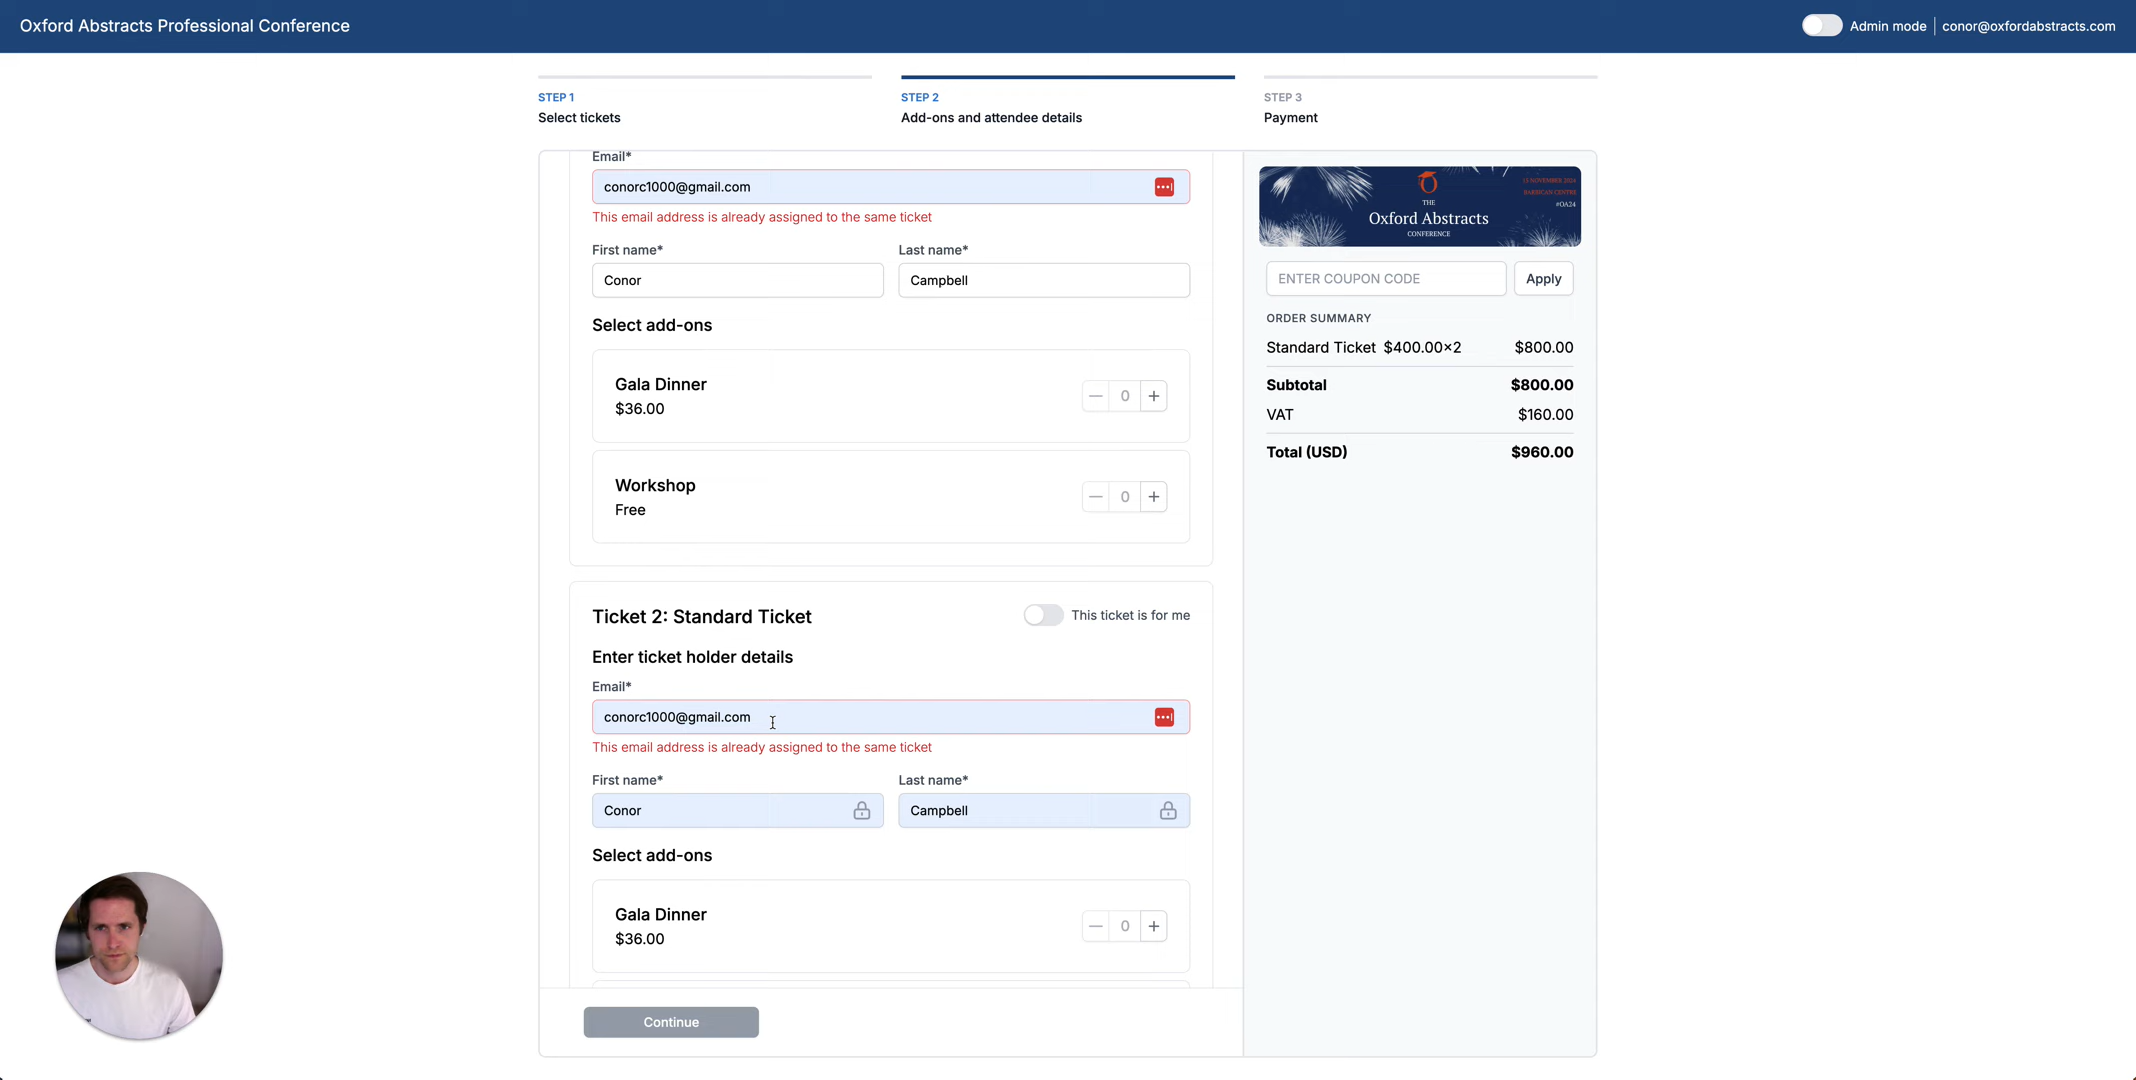 Oxford Abstracts Professional Conference
Admin mode
conor@oxfordabstracts.com
STEP 1
Select tickets
STEP 2
Add-ons and attendee details
STEP 3
Payment
Email*
conorc1000@gmail.com
This email address is already assigned to the same ticket
First name*
Last name*
Conor
Campbell
Select add-ons
Gala Dinner
$36.00
0
Workshop
Free
0
Ticket 2: Standard Ticket
This ticket is for me
Enter ticket holder details
Email*
conorc1000@gmail.com
This email address is already assigned to the same ticket
First name*
Last name*
Conor
Campbell
Select add-ons
Gala Dinner
$36.00
0
Continue
13 NOVEMBER 2024
BARBICAN CENTRE
#OA24
THE
Oxford Abstracts
CONFERENCE
ENTER COUPON CODE
Apply
ORDER SUMMARY
Standard Ticket $400.00×2 $800.00
Subtotal $800.00
VAT $160.00
Total (USD) $960.00